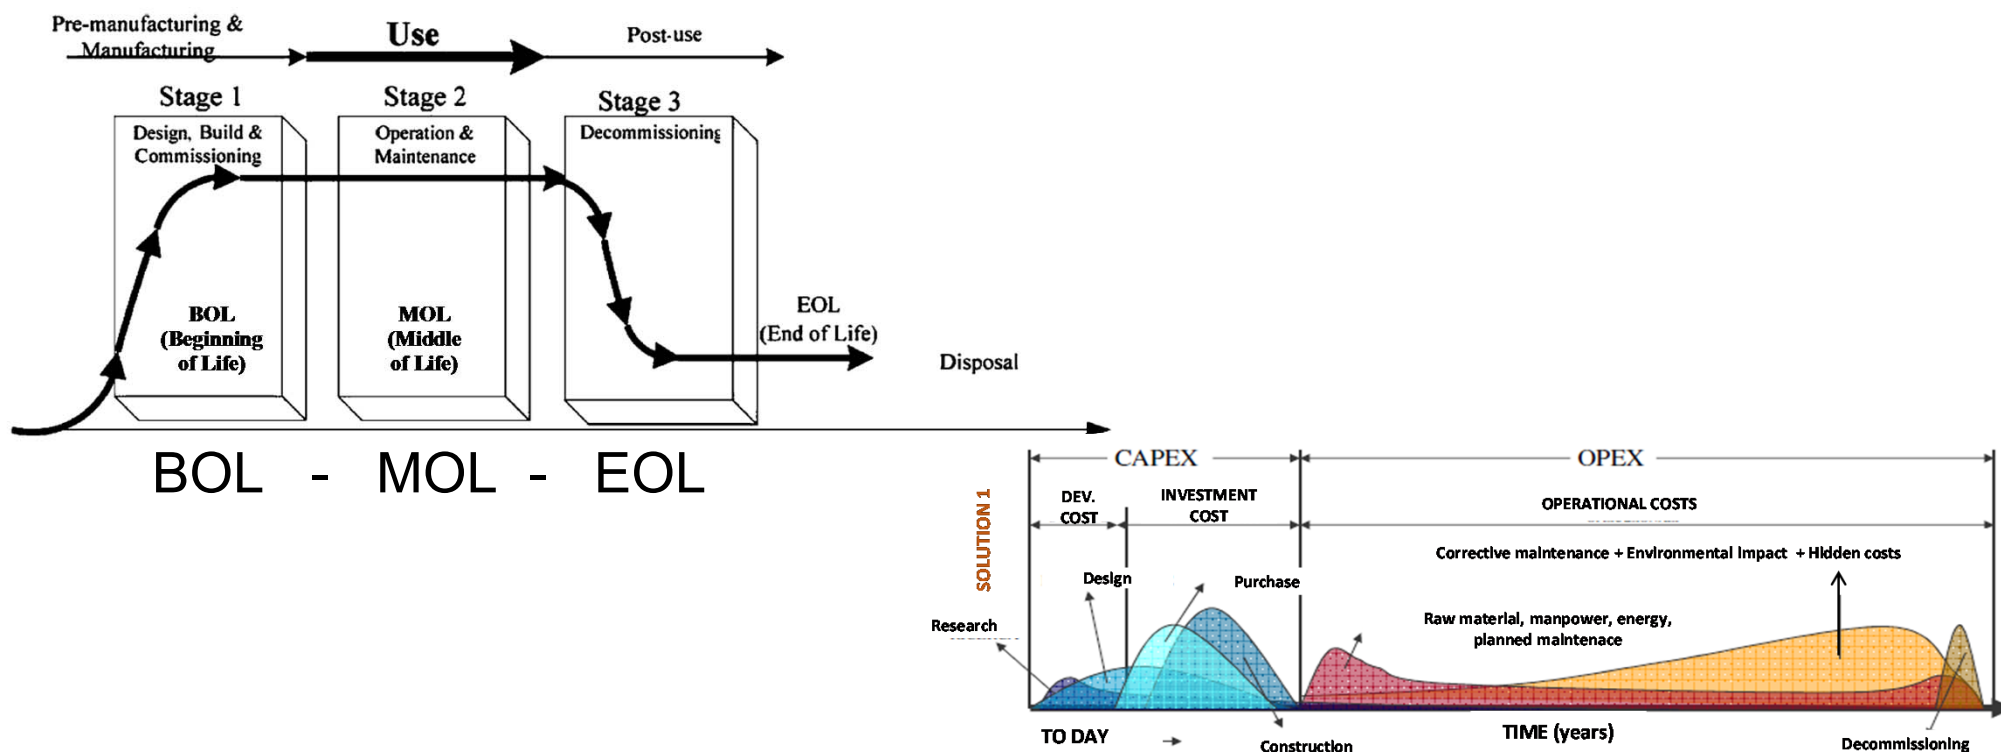 Pre-manufacturing &
Manufacturing
Use
Post-use
Stage 1
Stage 2
Stage 3
Design, Build &
Commissioning
Operation &
Maintenance
Decommissioning
BOL
(Beginning
of Life)
MOL
(Middle
of Life)
EOL
(End of Life)
Disposal
BOL - MOL - EOL
CAPEX
OPEX
SOLUTION 1
DEV.
COST
INVESTMENT
COST
OPERATIONAL COSTS
Corrective maintenance + Environmental impact + Hidden costs
Design
Purchase
Research
Raw material, manpower, energy,
planned maintenace
TO DAY
Construction
TIME (years)
Decommissioning